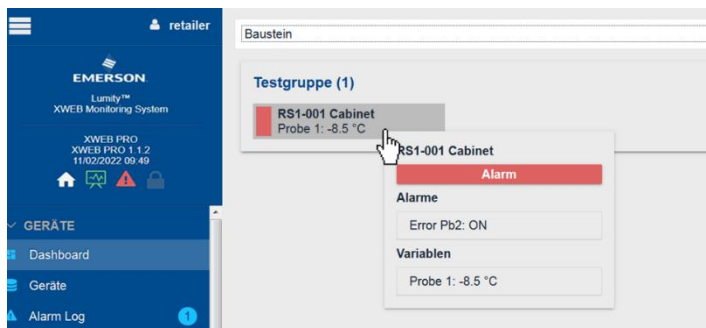 retailer
EMERSON
Lumity™
XWEB Monitoring System
XWEB PRO
XWEB PRO 1.1.2
11/02/2022 09:49
GERÄTE
Dashboard
Geräte
Alarm Log
1
Baustein
Testgruppe (1)
RS1-001 Cabinet
Probe 1: -8.5 °C
RS1-001 Cabinet
Alarm
Alarme
Error Pb2: ON
Variablen
Probe 1: -8.5 °C